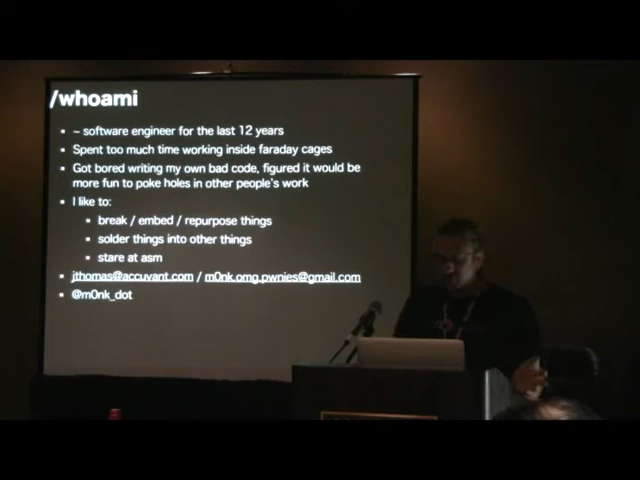 /whoami
~ software engineer for the last 12 years
Spent too much time working inside faraday cages
Got bored writing my own bad code, figured it would be
more fun to poke holes in other people's work
I like to:
break / embed / repurpose things
solder things into other things
stare at asm
jthomas@accuvant.com / m0nk.omg.pwnies@gmail.com
@m0nk_dot